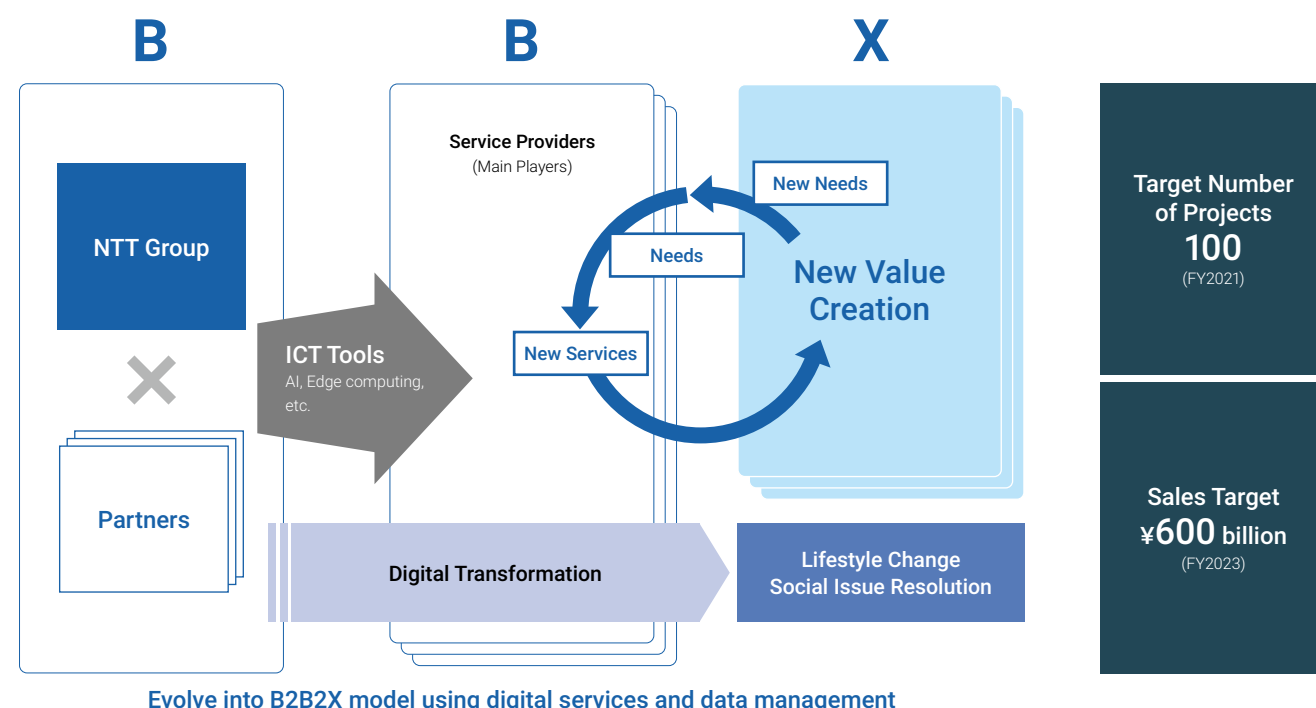 B
B
X
NTT Group
Partners
ICT Tools
AI, Edge computing,
etc.
Service Providers
(Main Players)
New Needs
Needs
New Services
New Value
Creation
Digital Transformation
Lifestyle Change
Social Issue Resolution
Target Number
of Projects
100
(FY2021)
Sales Target
¥600 billion
(FY2023)
Evolve into B2B2X model using digital services and data management